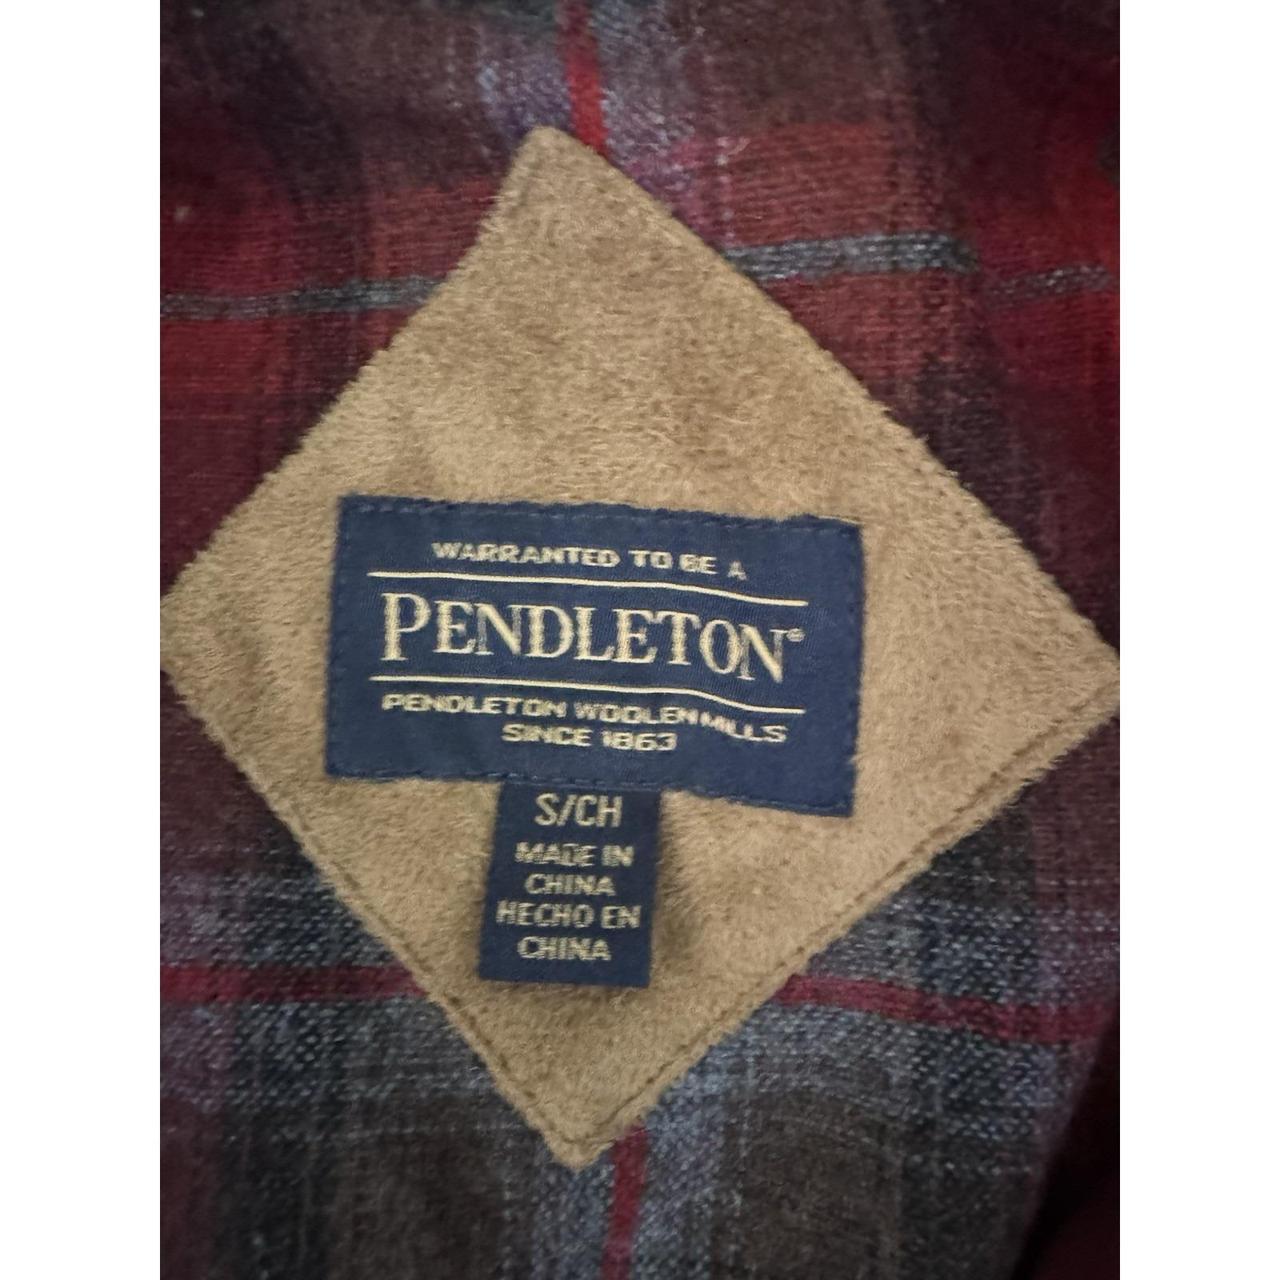 WARRANTED TO BE A
PENDLETON®
PENDLETON WOOLEN MILLS
SINCE 1863
S/CH
MADE IN
CHINA
HECHO EN
CHINA